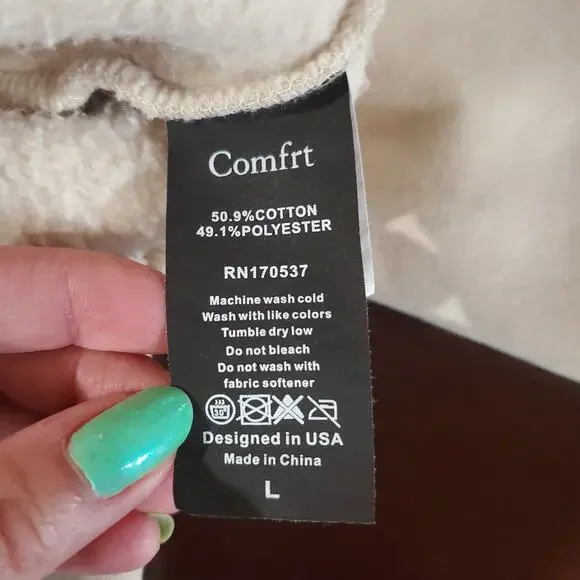 Comfrt
50.9%COTTON
49.1%POLYESTER
RN170537
Machine wash cold
Wash with like colors
Tumble dry low
Do not bleach
Do not wash with
fabric softener
30°
Designed in USA
Made in China
L